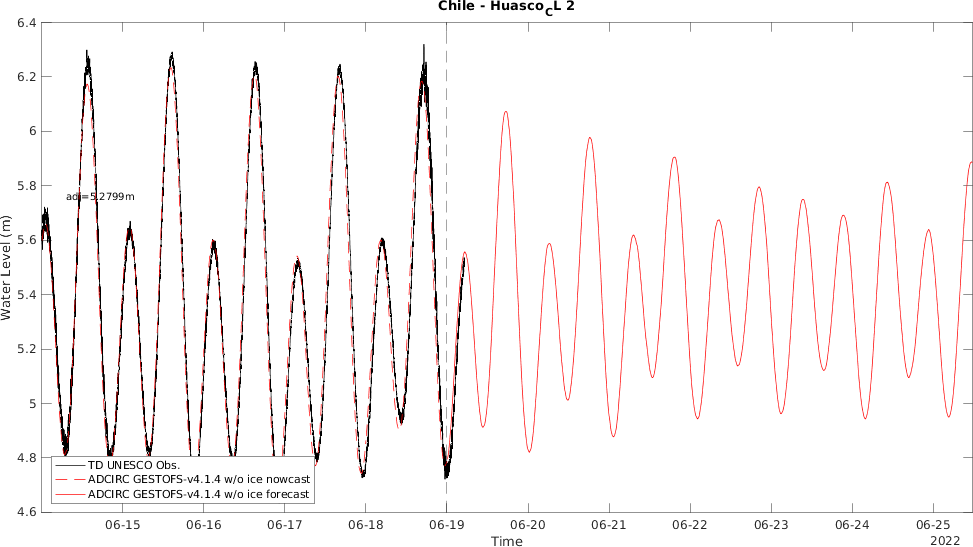 Chile - Huasco_CL 2
6.4
6.2
6
5.8
5.6
5.4
5.2
5
4.8
4.6
Water Level (m)
adj=5.2799m
TD UNESCO Obs.
ADCIRC GESTOFS-v4.1.4 w/o ice nowcast
ADCIRC GESTOFS-v4.1.4 w/o ice forecast
06-15 06-16 06-17 06-18 06-19 06-20 06-21 06-22 06-23 06-24 06-25
Time
2022